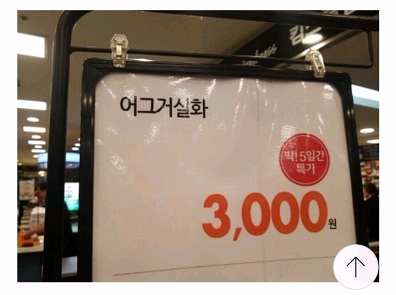 어그거실화
딱! 5일간
특가
3,000원